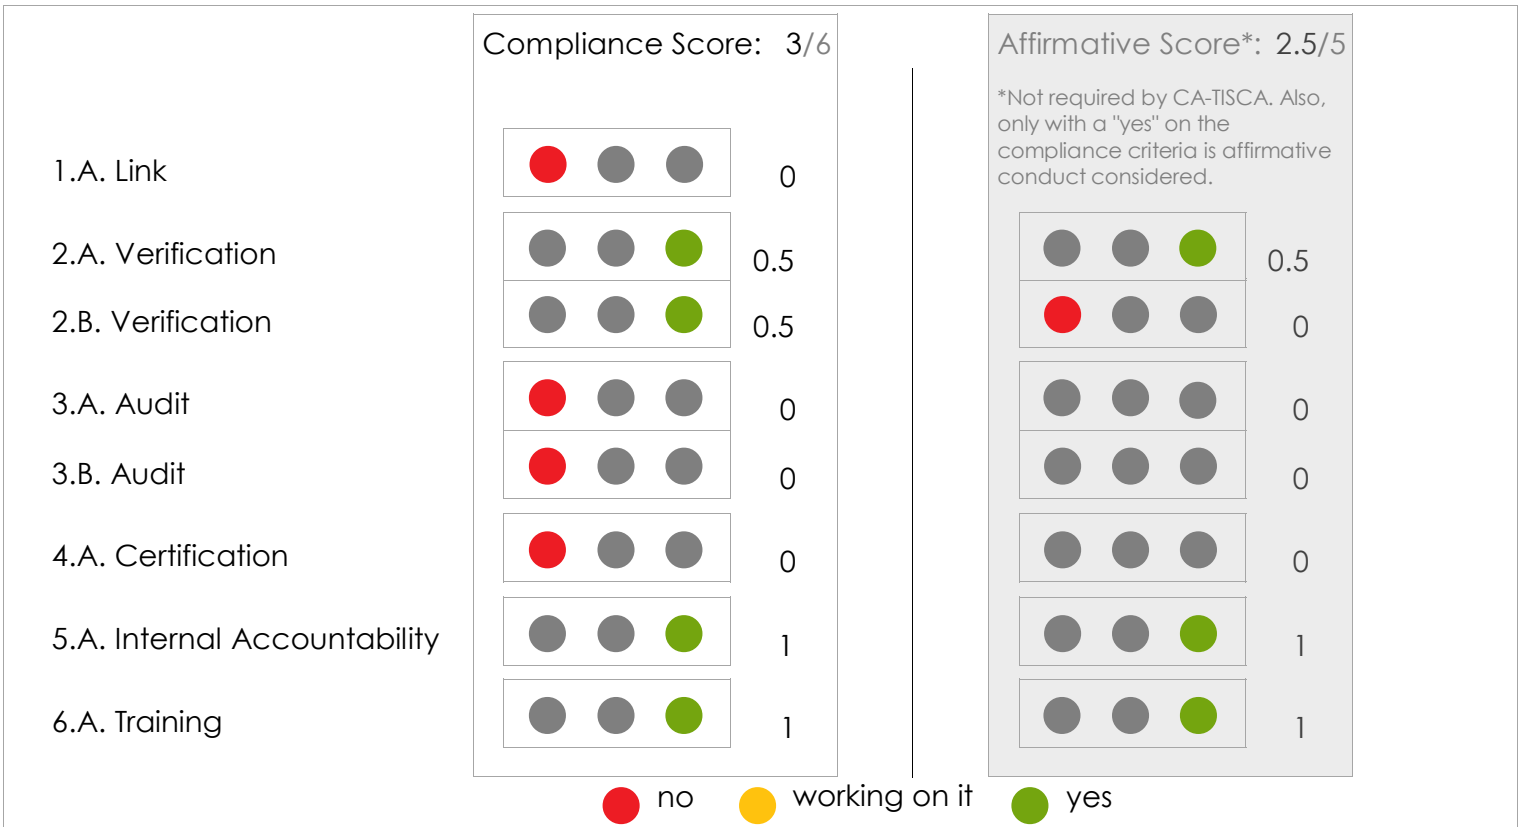 Compliance Score: 3/6
Affirmative Score*: 2.5/5
*Not required by CA-TISCA. Also,
only with a "yes" on the
compliance criteria is affirmative
conduct considered.
1.A. Link 0
2.A. Verification 0.5 0.5
2.B. Verification 0.5 0
3.A. Audit 0 0
3.B. Audit 0 0
4.A. Certification 0 0
5.A. Internal Accountability 1 1
6.A. Training 1 1
no working on it yes